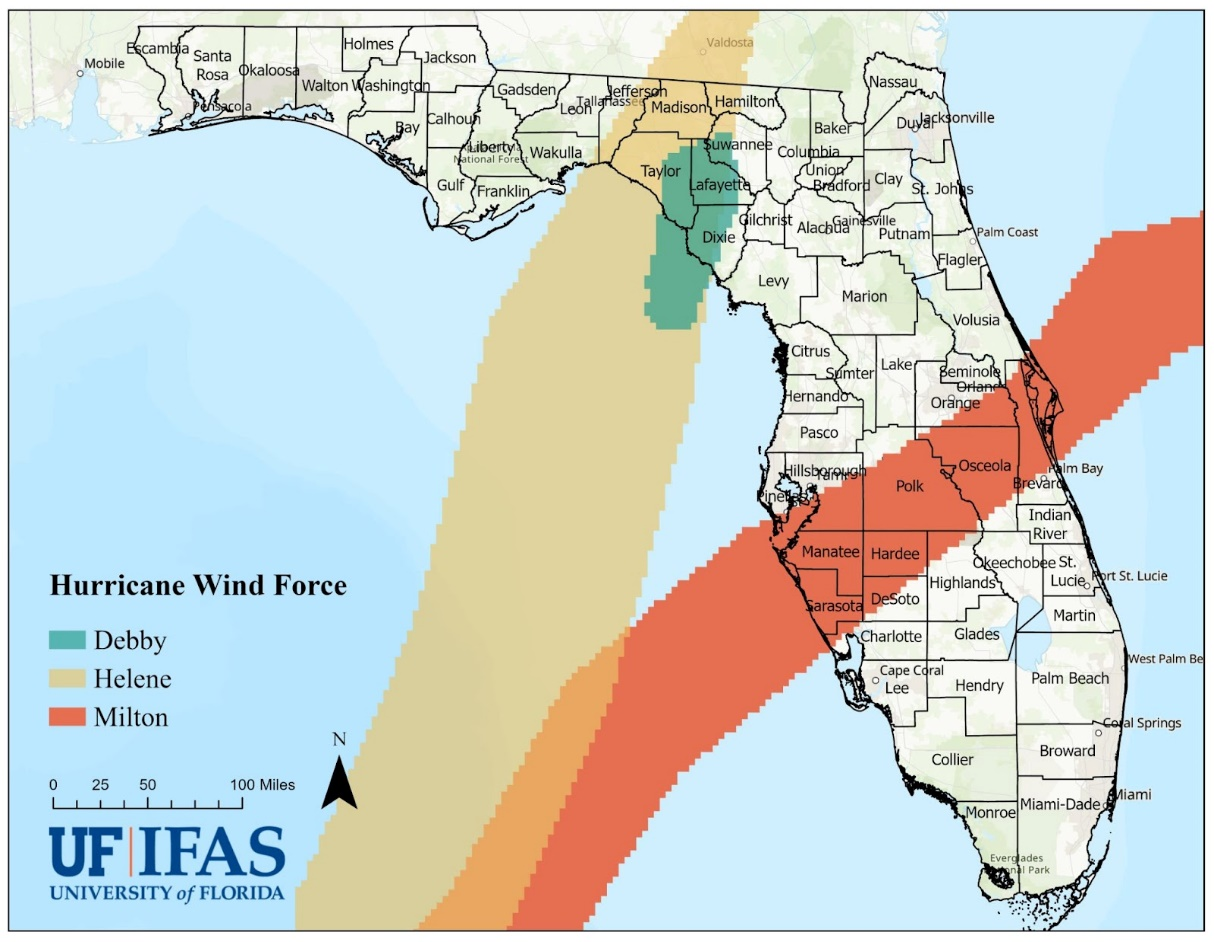 Valdosta
Escambia
Santa
Rosa
Okaloosa
Holmes
Walton
Washington
Jackson
Mobile
Pensacola
Bay
Calhoun
Gadsden
Leon
Tallahassee
Jefferson
Madison
Hamilton
Nassau
Liberty
National Forest
Wakulla
Gulf
Franklin
Taylor
Lafayette
Suwannee
Columbia
Baker
Duval
Jacksonville
Union
Bradford
Clay
St. Johns
Dixie
Gilchrist
Alachua
Gainesville
Putnam
Palm Coast
Flagler
Levy
Marion
Volusia
Citrus
Sumter
Lake
Seminole
Orland
Orange
Hernando
Pasco
Hillsborough
Pinellas
Polk
Osceola
Palm Bay
Brevard
Indian
River
Manatee
Hardee
Highlands
Okeechobee
St.
Lucie
Port St. Lucie
Sarasota
DeSoto
Martin
Charlotte
Glades
Cape Coral
Lee
Hendry
Palm Beach
West Palm Be
Coral Springs
Collier
Broward
Monroe
Miami-Dade
Miami
Everglades
National Park
Hurricane Wind Force
Debby
Helene
Milton
N
0 25 50 100 Miles
UF|IFAS
UNIVERSITY of FLORIDA